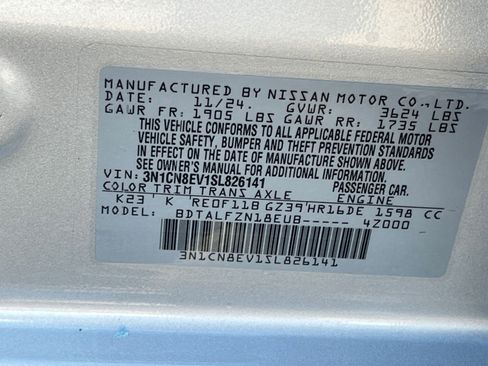 MANUFACTURED BY NISSAN MOTOR CO.,LTD.
DATE: 11/24. GVWR: 3624 LBS
GAWR FR: 1905 LBS GAWR RR: 1735 LBS
THIS VEHICLE CONFORMS TO ALL APPLICABLE FEDERAL MOTOR
VEHICLE SAFETY, BUMPER AND THEFT PREVENTION STANDARDS
IN EFFECT ON THE DATE OF MANUFACTURE SHOWN ABOVE.
SEE OWNER'S MANUAL FOR ADDITIONAL INFORMATION.
VIN: 3N1CN8EV1SL826141 PASSENGER CAR.
COLOR TRIM TRANS AXLE ENGINE
K23 ' K RE0F11B GZ39'HR16DE 1598 CC
MODEL: BDTALFZN18EUB----- 42000
3N1CN8EV1SL826141